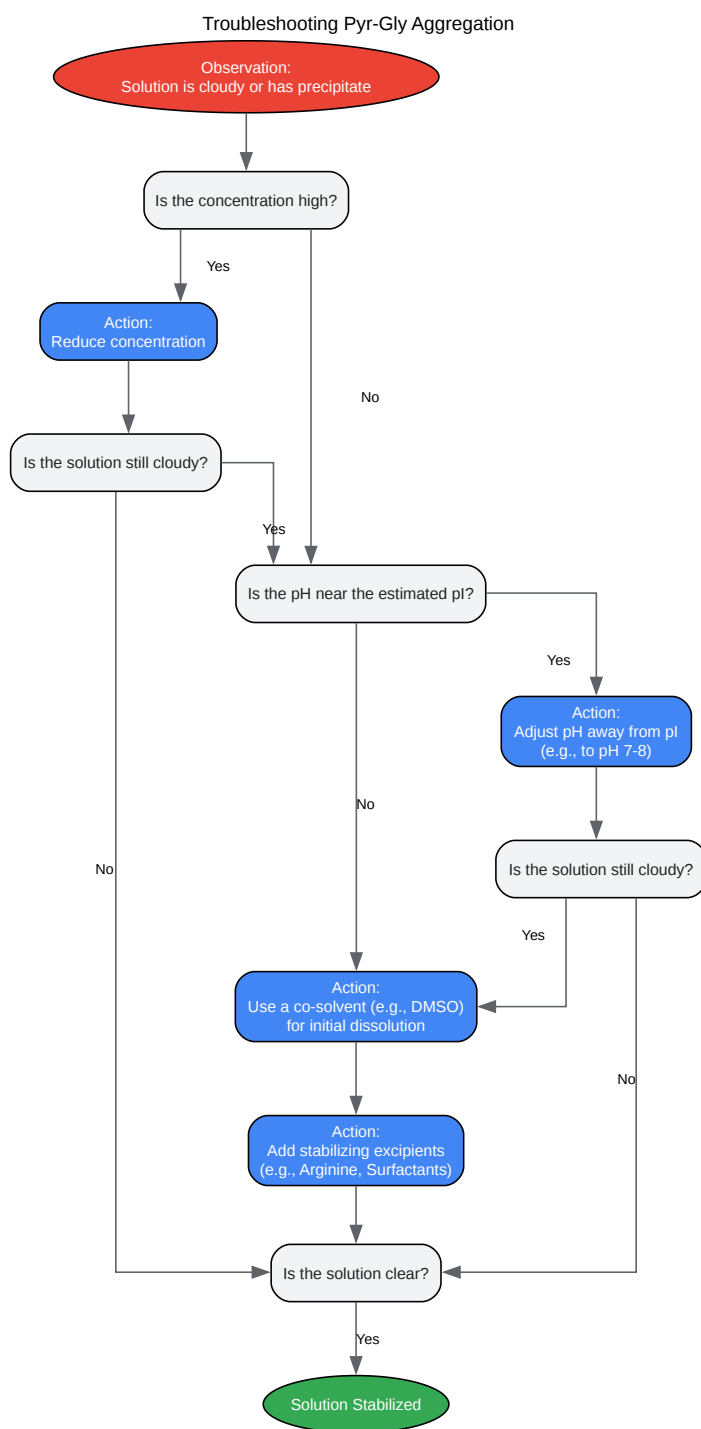 Troubleshooting Pyr-Gly Aggregation
Observation:
Solution is cloudy or has precipitate
Is the concentration high?
Yes
Action:
Reduce concentration
No
Is the solution still cloudy?
Yes
Is the pH near the estimated pI?
Yes
Action:
Adjust pH away from pI
(e.g., to pH 7-8)
No
No
Is the solution still cloudy?
Yes
Action:
Use a co-solvent (e.g., DMSO)
for initial dissolution
No
Action:
Add stabilizing excipients
(e.g., Arginine, Surfactants)
Is the solution clear?
Yes
Solution Stabilized